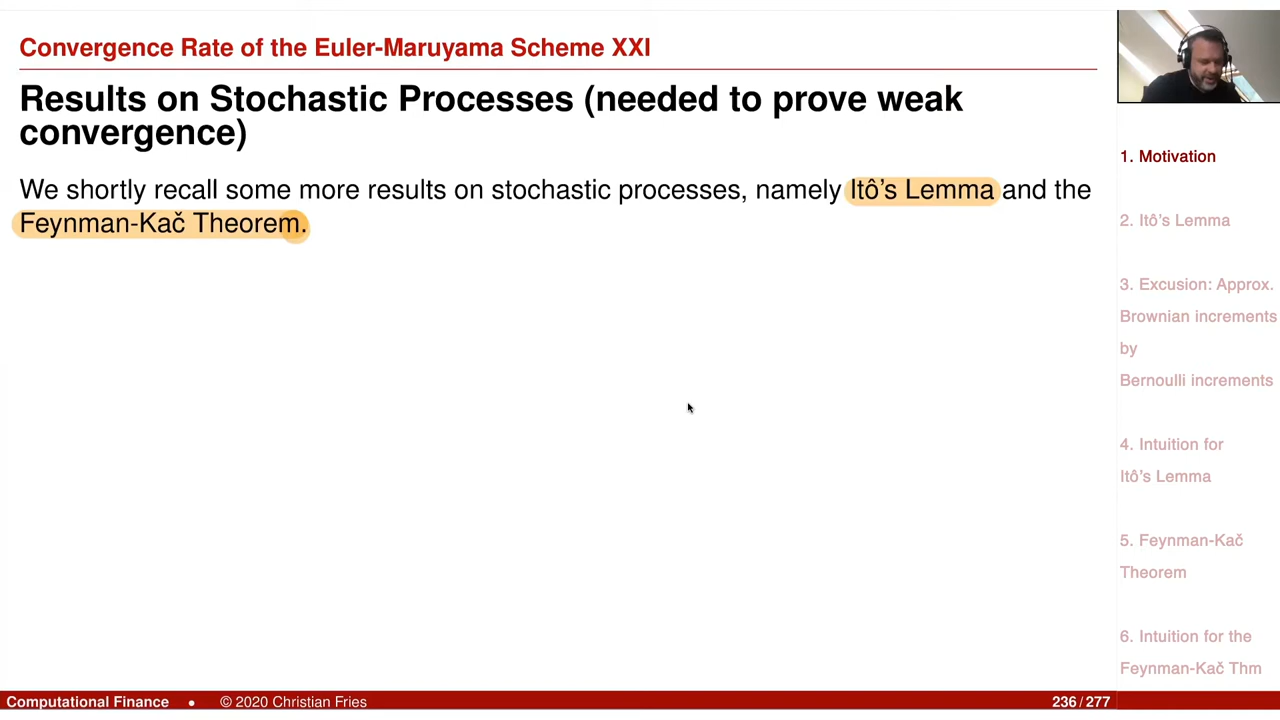 Convergence Rate of the Euler-Maruyama Scheme XXI
Results on Stochastic Processes (needed to prove weak
convergence)
We shortly recall some more results on stochastic processes, namely Itô's Lemma and the
Feynman-Kač Theorem.
1. Motivation
2. Itô's Lemma
3. Excusion: Approx.
Brownian increments
by
Bernoulli increments
4. Intuition for
Itô's Lemma
5. Feynman-Kač
Theorem
6. Intuition for the
Feynman-Kač Thm
Computational Finance • © 2020 Christian Fries 236 / 277